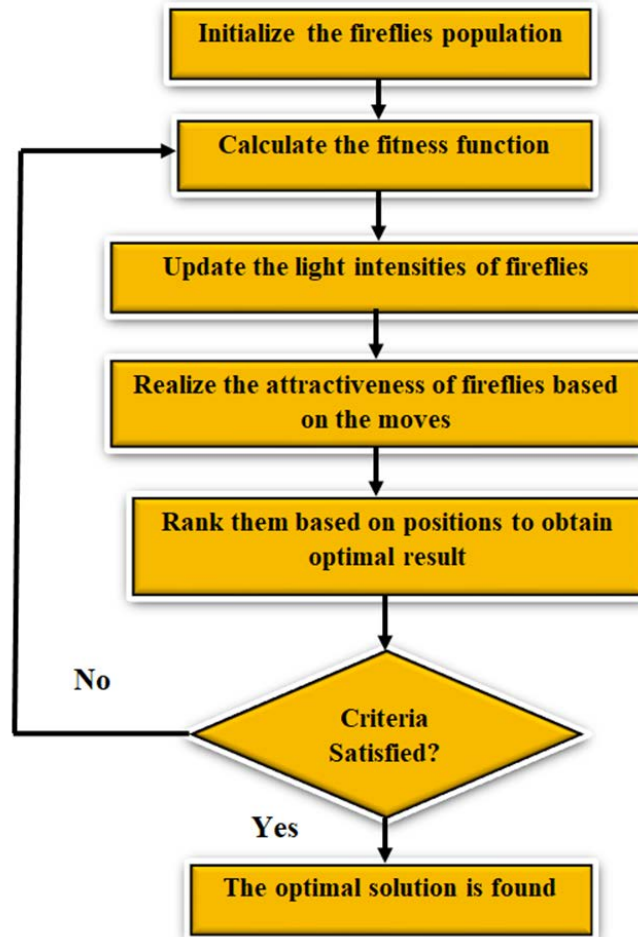 Initialize the fireflies population
Calculate the fitness function
Update the light intensities of fireflies
Realize the attractiveness of fireflies based
on the moves
Rank them based on positions to obtain
optimal result
No
Criteria
Satisfied?
Yes
The optimal solution is found